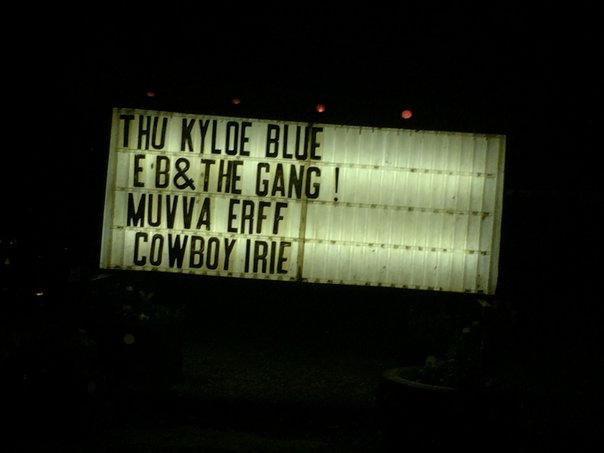 THU KYLOE BLUE
E B & THE GANG !
MUVVA ERFF
COWBOY IRIE